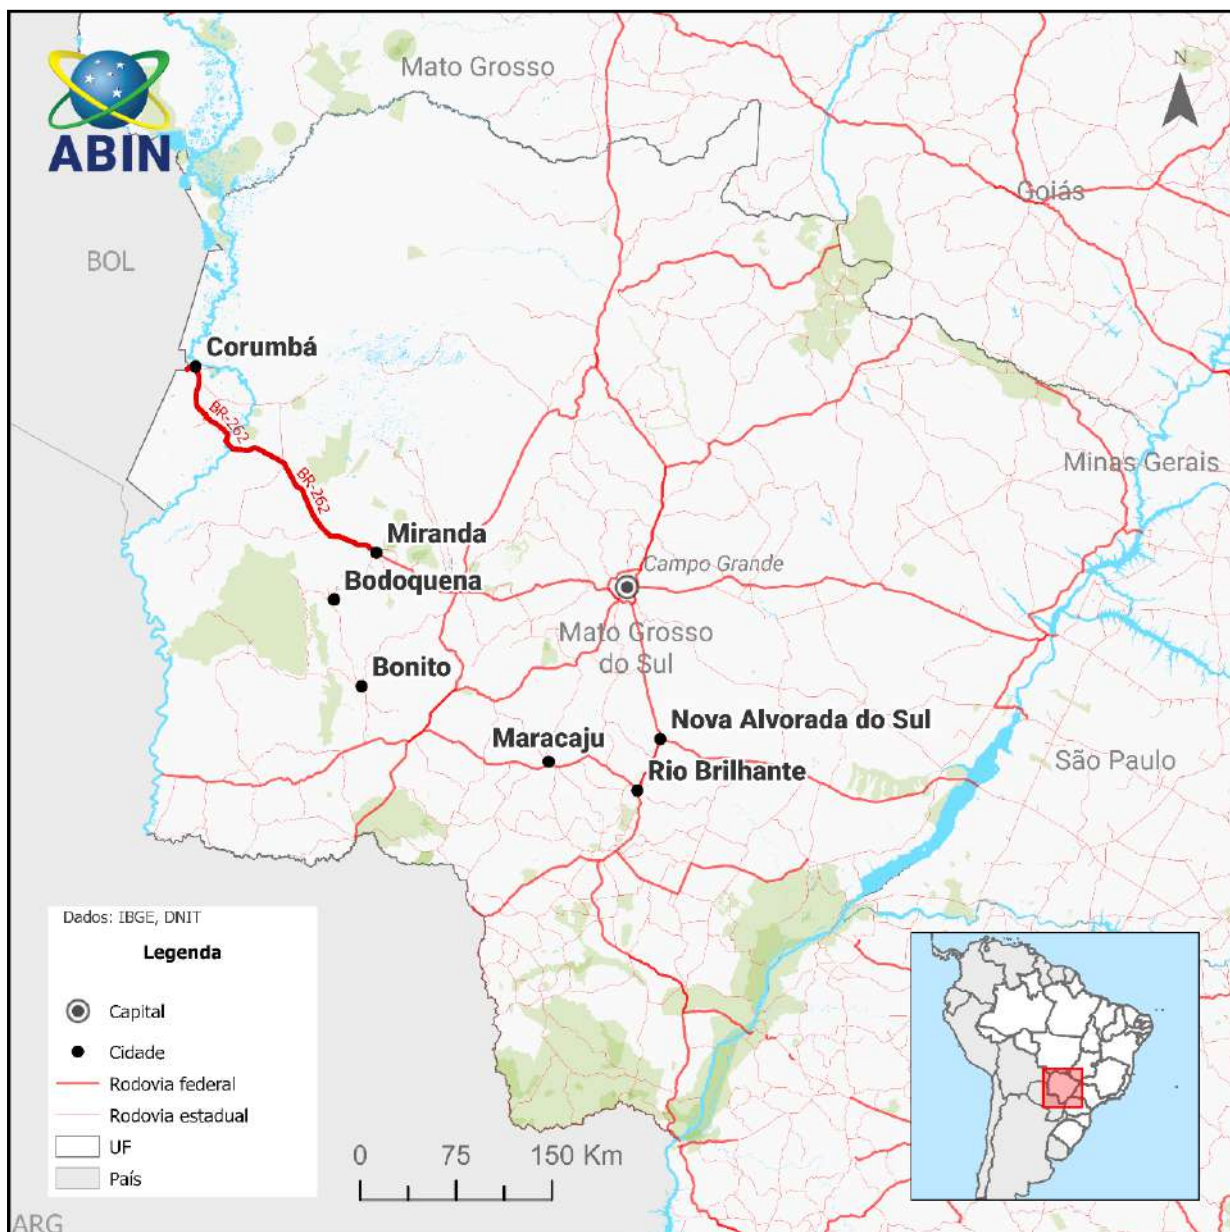 Mato Grosso
N
ABIN
Goiás
BOL
Corumbá
BR-262
Minas Gerais
BR-262
Miranda
Campo Grande
Bodoquena
Mato Grosso
do Sul
Bonito
Nova Alvorada do Sul
Maracaju
São Paulo
Rio Brilhante
Dados: IBGE, DNIT
Legenda
Capital
Cidade
Rodovia federal
Rodovia estadual
UF
País
0 75 150 Km
ARG